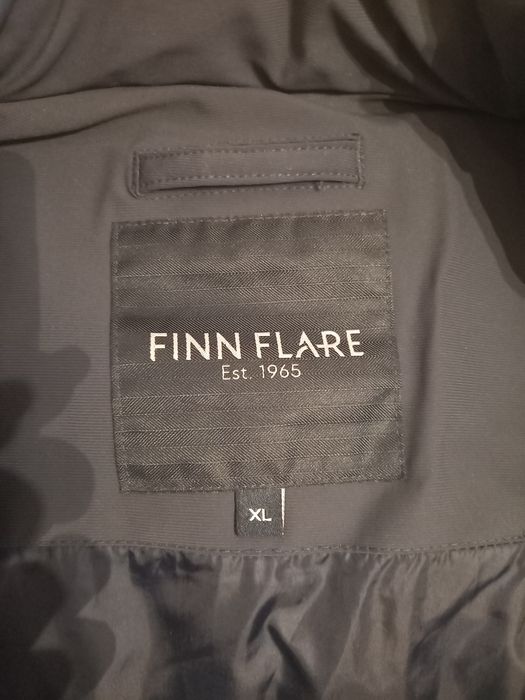 FINN FLARE
Est. 1965
XL